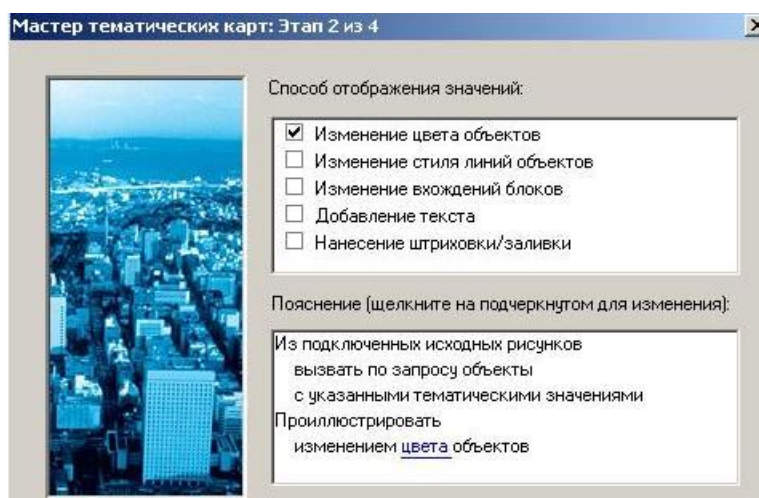 Мастер тематических карт: Этап 2 из 4
Способ отображения значений:
Изменение цвета объектов
Изменение стиля линий объектов
Изменение вхождений блоков
Добавление текста
Нанесение штриховки/заливки
Пояснение (щелкните на подчеркнутом для изменения):
Из подключенных исходных рисунков
вызвать по запросу объекты
с указанными тематическими значениями
Проиллюстрировать
изменением цвета объектов